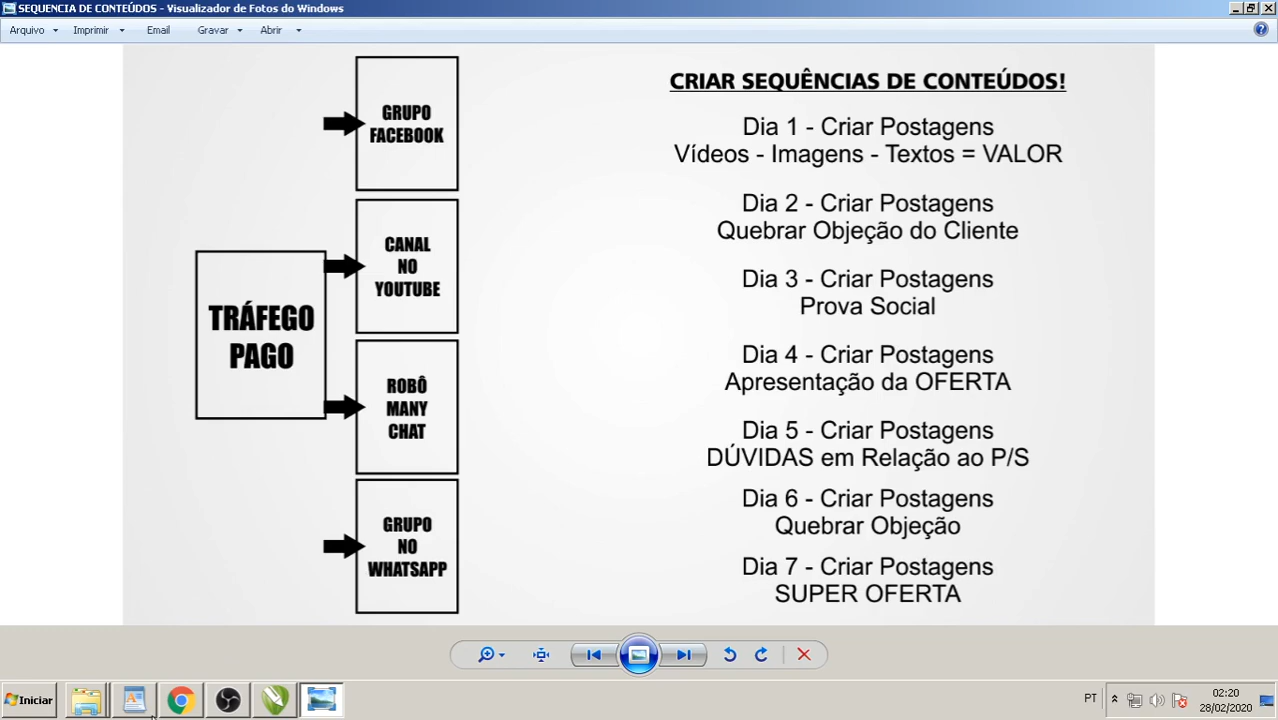 SEQUENCIA DE CONTEÚDOS - Visualizador de Fotos do Windows
Arquivo Imprimir Email Gravar Abrir
GRUPO
FACEBOOK
CANAL
NO
YOUTUBE
TRÁFEGO
PAGO
ROBÔ
MANY
CHAT
GRUPO
NO
WHATSAPP
CRIAR SEQUÊNCIAS DE CONTEÚDOS!
Dia 1 - Criar Postagens
Vídeos - Imagens - Textos = VALOR
Dia 2 - Criar Postagens
Quebrar Objeção do Cliente
Dia 3 - Criar Postagens
Prova Social
Dia 4 - Criar Postagens
Apresentação da OFERTA
Dia 5 - Criar Postagens
DÚVIDAS em Relação ao P/S
Dia 6 - Criar Postagens
Quebrar Objeção
Dia 7 - Criar Postagens
SUPER OFERTA
Iniciar
PT
02:20
28/02/2020